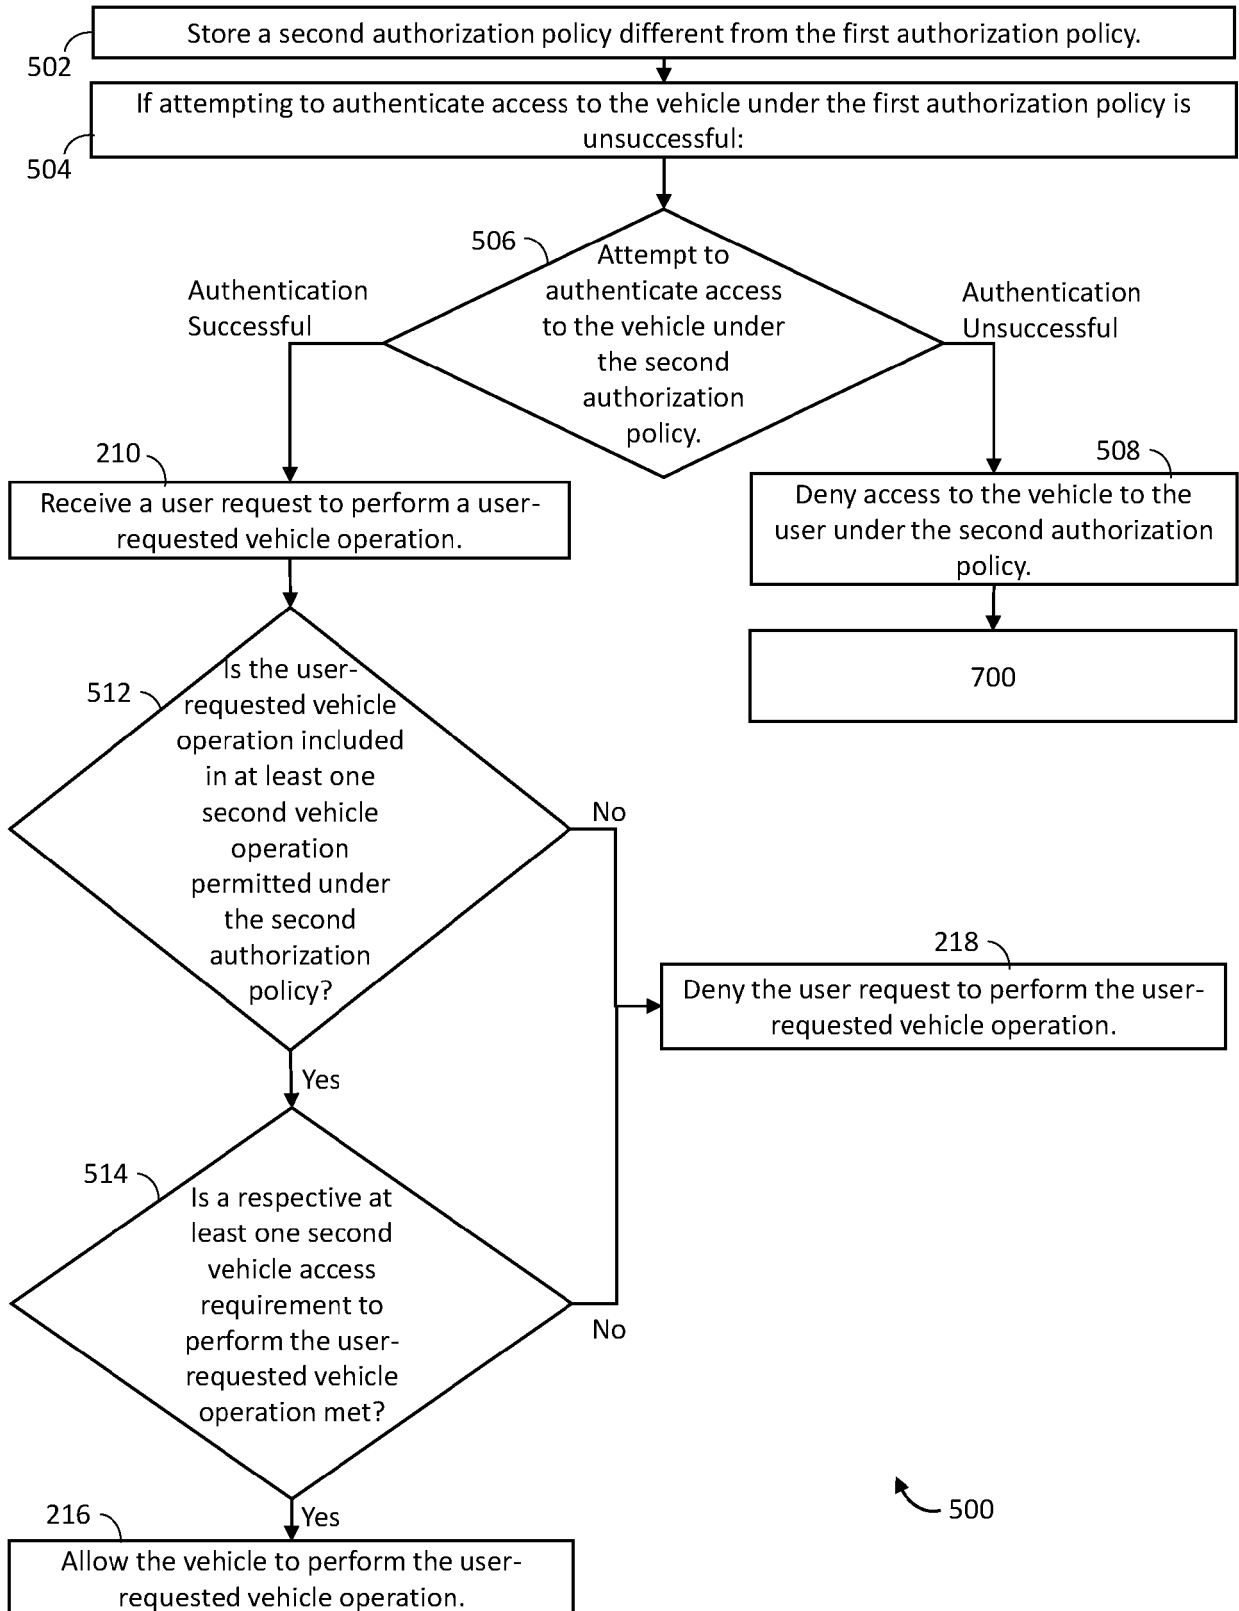 Store a second authorization policy different from the first authorization policy.
502
If attempting to authenticate access to the vehicle under the first authorization policy is
unsuccessful:
504
506
Attempt to
authenticate access
to the vehicle under
the second
authorization
policy.
Authentication
Successful
Authentication
Unsuccessful
210
Receive a user request to perform a user-
requested vehicle operation.
508
Deny access to the vehicle to the
user under the second authorization
policy.
700
512
Is the user-
requested vehicle
operation included
in at least one
second vehicle
operation
permitted under
the second
authorization
policy?
No
218
Deny the user request to perform the user-
requested vehicle operation.
Yes
514
Is a respective at
least one second
vehicle access
requirement to
perform the user-
requested vehicle
operation met?
No
Yes
216
Allow the vehicle to perform the user-
requested vehicle operation.
500